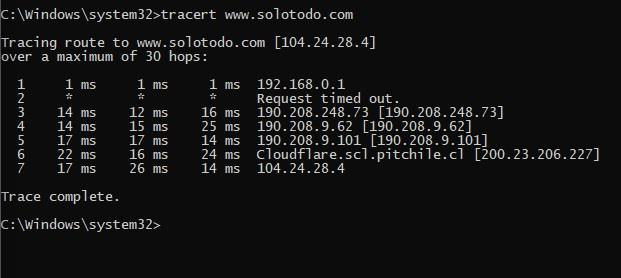 C:\Windows\system32>tracert www.solotodo.com
Tracing route to www.solotodo.com [104.24.28.4]
over a maximum of 30 hops:
1 1 ms 1 ms 1 ms 192.168.0.1
2 * * * Request timed out.
3 14 ms 12 ms 16 ms 190.208.248.73 [190.208.248.73]
4 14 ms 15 ms 25 ms 190.208.9.62 [190.208.9.62]
5 17 ms 17 ms 14 ms 190.208.9.101 [190.208.9.101]
6 22 ms 16 ms 24 ms Cloudflare.scl.pitchile.cl [200.23.206.227]
7 17 ms 26 ms 14 ms 104.24.28.4
Trace complete.
C:\Windows\system32>